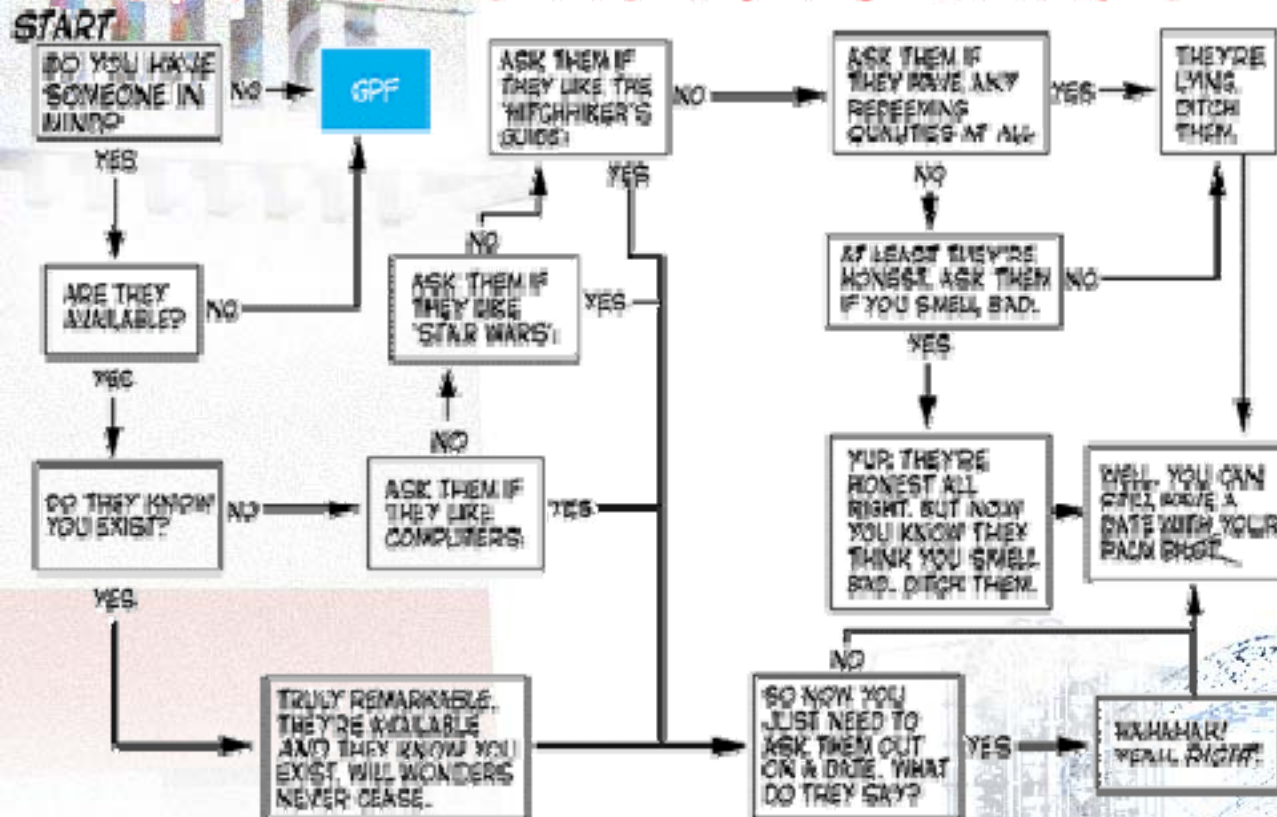 START
DO YOU HAVE
SOMEONE IN
MIND?
NO
GPF
YES
ARE THEY
AVAILABLE?
NO
YES
DO THEY KNOW
YOU EXIST?
NO
YES
ASK THEM IF
THEY LIKE
COMPUTERS.
YES
NO
ASK THEM IF
THEY LIKE
'STAR WARS'.
YES
NO
ASK THEM IF
THEY LIKE THE
'HITCHHIKER'S
GUIDE'.
NO
YES
ASK THEM IF
THEY HAVE ANY
REDEEMING
QUALITIES AT ALL
YES
THEY'RE
LYING.
DITCH
THEM.
NO
AT LEAST THEY'RE
HONEST. ASK THEM
IF YOU SMELL BAD.
NO
YES
YUP, THEY'RE
HONEST ALL
RIGHT. BUT NOW
YOU KNOW THEY
THINK YOU SMELL
BAD. DITCH THEM.
WELL, YOU CAN
STILL HAVE A
DATE WITH YOUR
TRULY REMARKABLE.
THEY'RE AVAILABLE
AND THEY KNOW YOU
EXIST. WILL WONDERS
NEVER CEASE.
NO
SO NOW YOU
JUST NEED TO
ASK THEM OUT
ON A DATE. WHAT
DO THEY SAY?
YES
HAHAHAH!
YEAH, RIGHT!